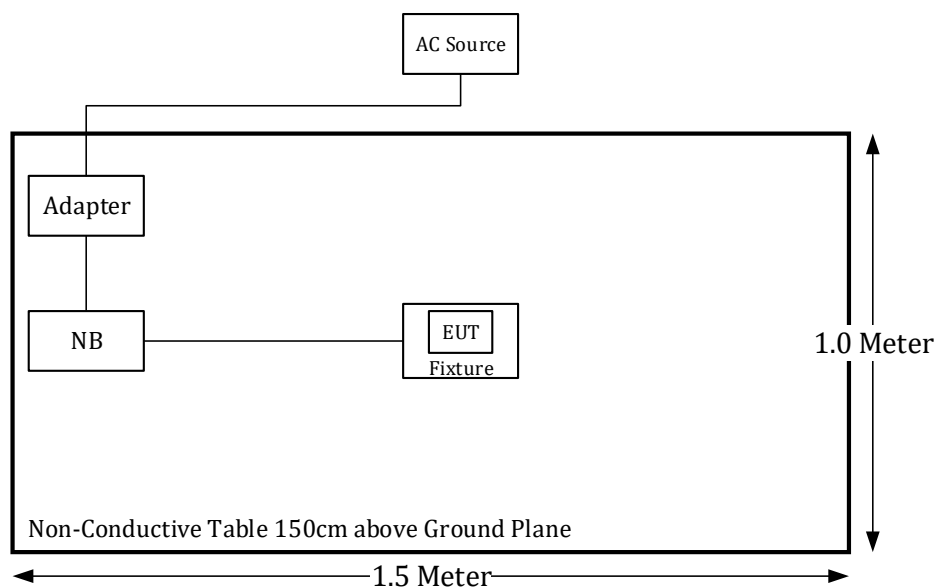 AC Source
Adapter
NB
EUT
Fixture
1.0 Meter
Non-Conductive Table 150cm above Ground Plane
1.5 Meter